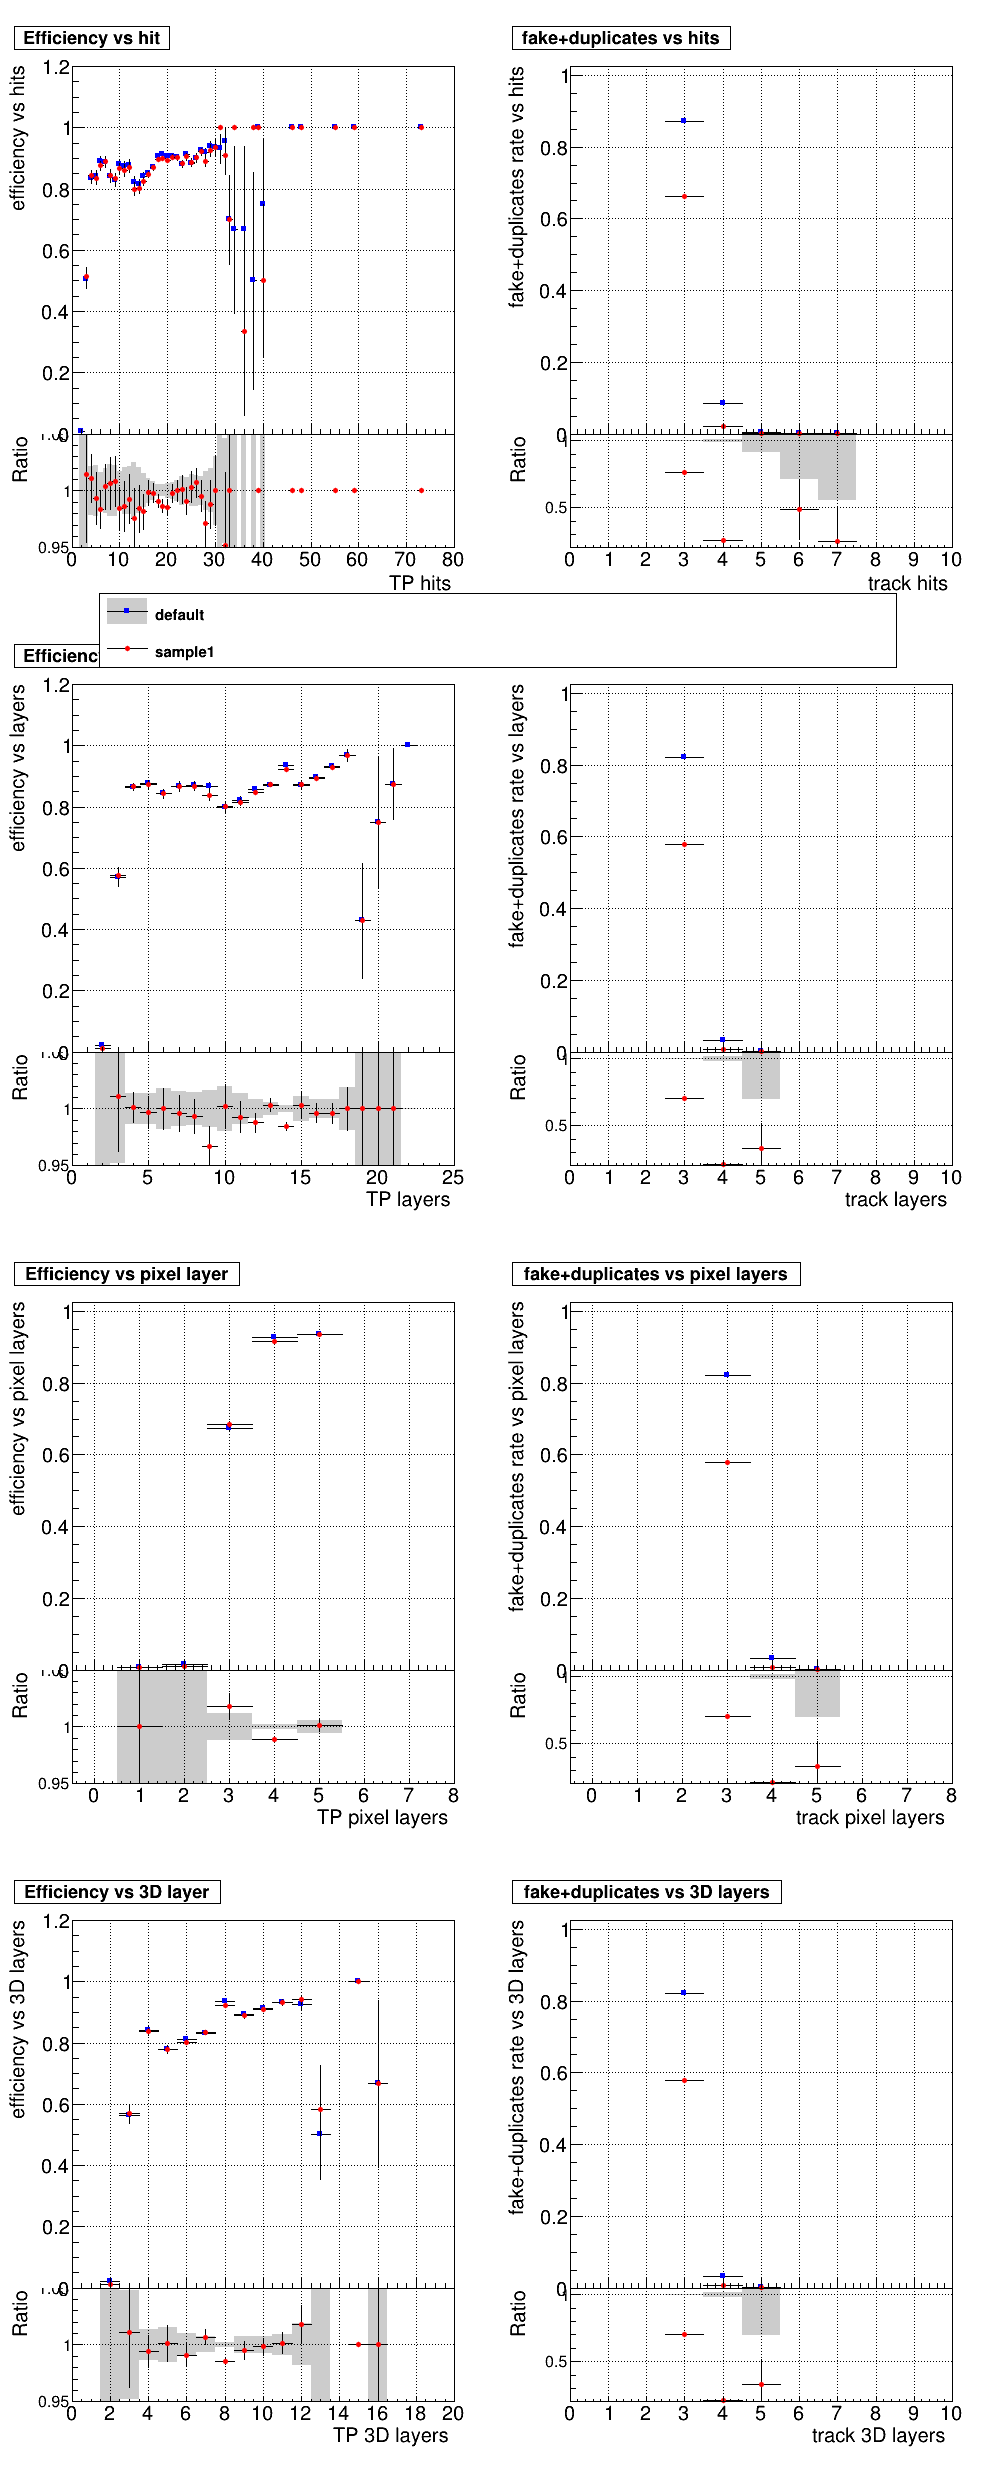 Efficiency vs hit
fake+duplicates vs hits
efficiency vs hits
1.2
1
0.8
0.6
0.4
0.2
0
Ratio
1
0.95
0 10 20 30 40 50 60 70 80
TP hits
fake+duplicates rate vs hits
1
0.8
0.6
0.4
0.2
0
Ratio
1
0.5
0 1 2 3 4 5 6 7 8 9 10
track hits
default
sample1
Efficienc
efficiency vs layers
1.2
1
0.8
0.6
0.4
0.2
0
Ratio
1
0.95
0 5 10 15 20 25
TP layers
fake+duplicates rate vs layers
1
0.8
0.6
0.4
0.2
0
Ratio
1
0.5
0 1 2 3 4 5 6 7 8 9 10
track layers
Efficiency vs pixel layer
fake+duplicates vs pixel layers
efficiency vs pixel layers
1
0.8
0.6
0.4
0.2
0
Ratio
1
0.95
0 1 2 3 4 5 6 7 8
TP pixel layers
fake+duplicates rate vs pixel layers
1
0.8
0.6
0.4
0.2
0
Ratio
1
0.5
0 1 2 3 4 5 6 7 8
track pixel layers
Efficiency vs 3D layer
fake+duplicates vs 3D layers
efficiency vs 3D layers
1.2
1
0.8
0.6
0.4
0.2
0
Ratio
1
0.95
0 2 4 6 8 10 12 14 16 18 20
TP 3D layers
fake+duplicates rate vs 3D layers
1
0.8
0.6
0.4
0.2
0
Ratio
1
0.5
0 1 2 3 4 5 6 7 8 9 10
track 3D layers